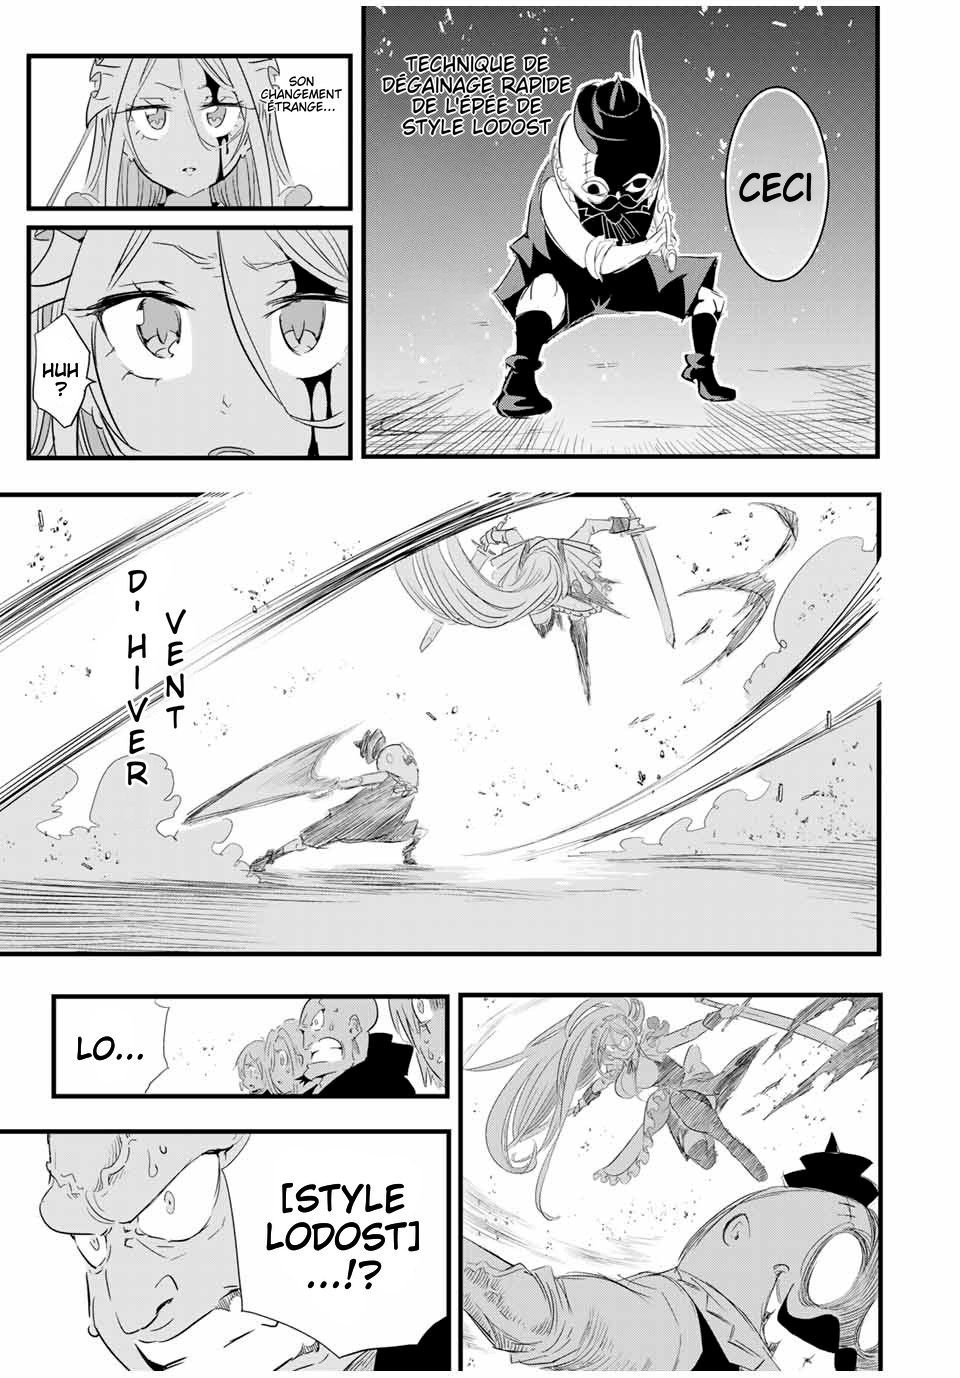 CECI
TECHNIQUE DE
DÉGAINAGE RAPIDE
DE L'ÉPÉE DE
STYLE LODOST
SON
CHANGEMENT
ÉTRANGE...
HUH
?
VENT
D'HIVER
LO...
[STYLE
LODOST]
...!?